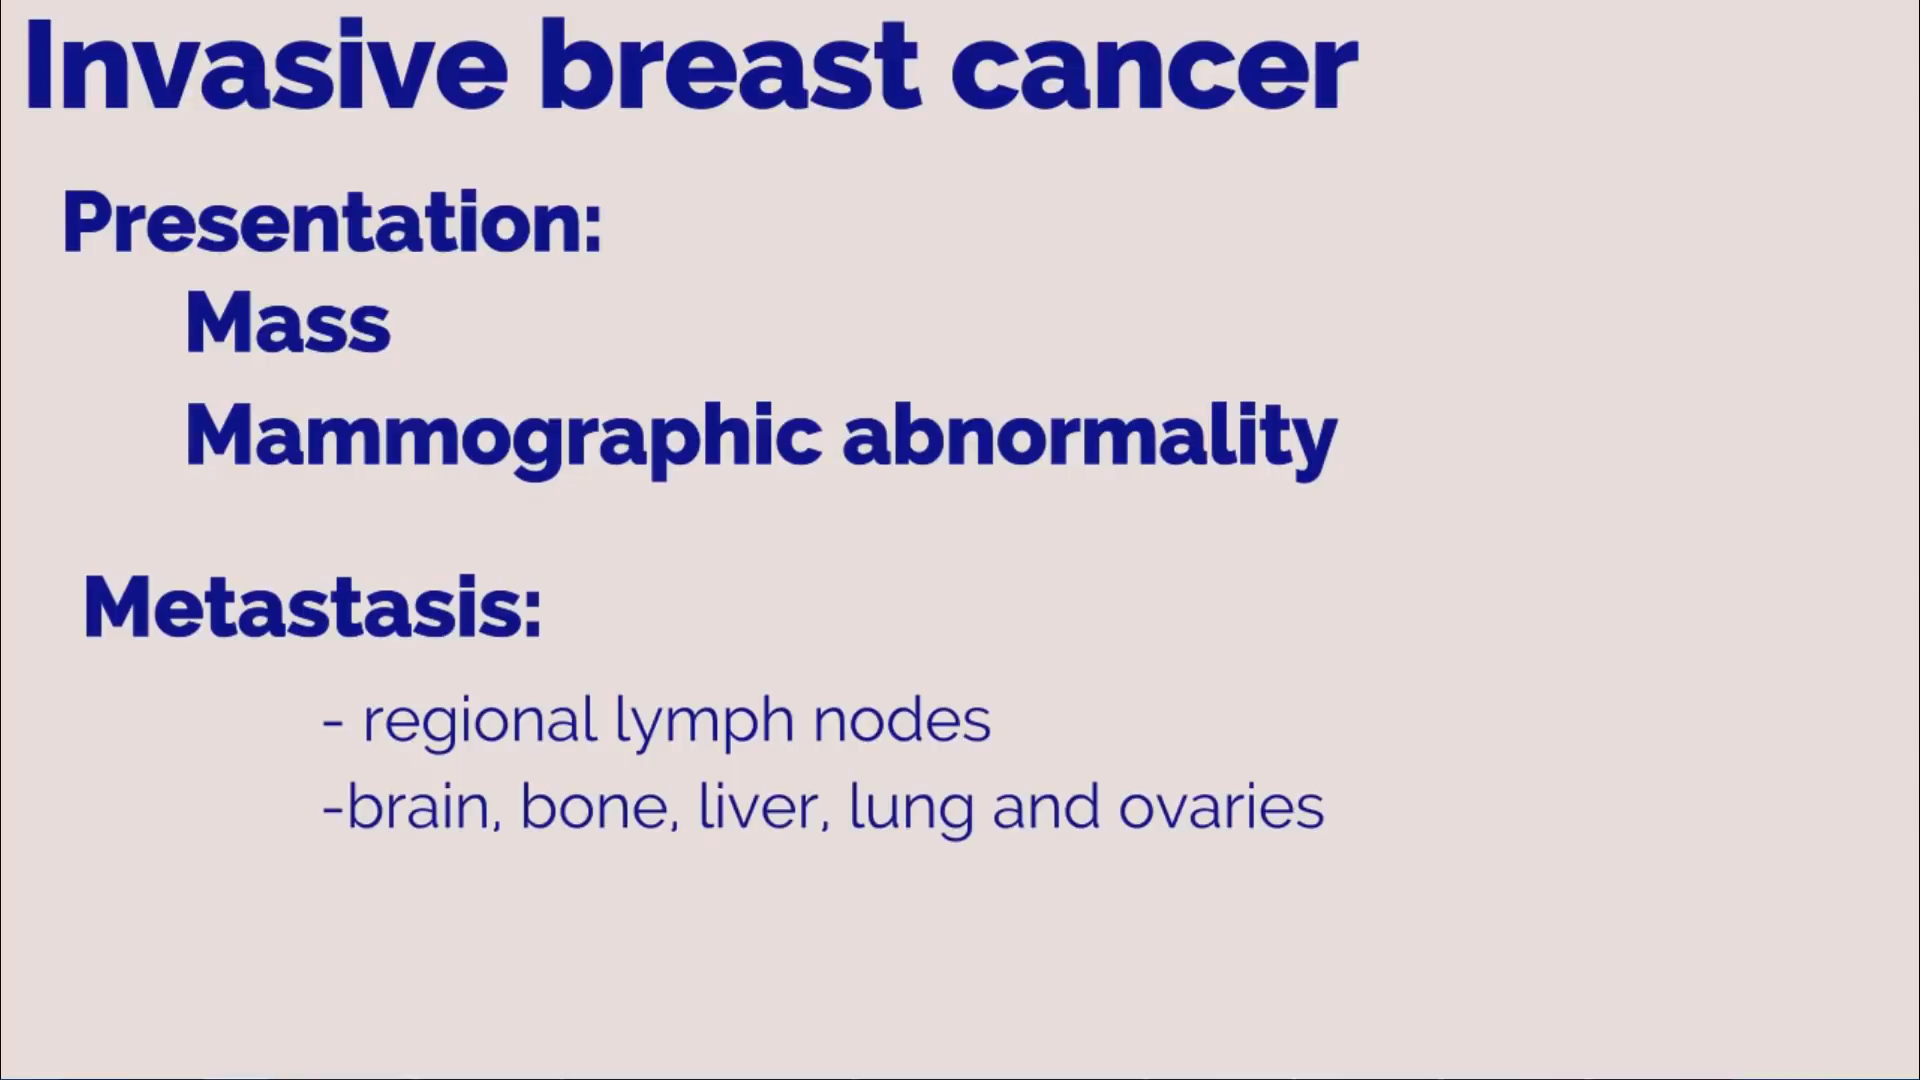 Invasive breast cancer
Presentation:
Mass
Mammographic abnormality
Metastasis:
- regional lymph nodes
-brain, bone, liver, lung and ovaries